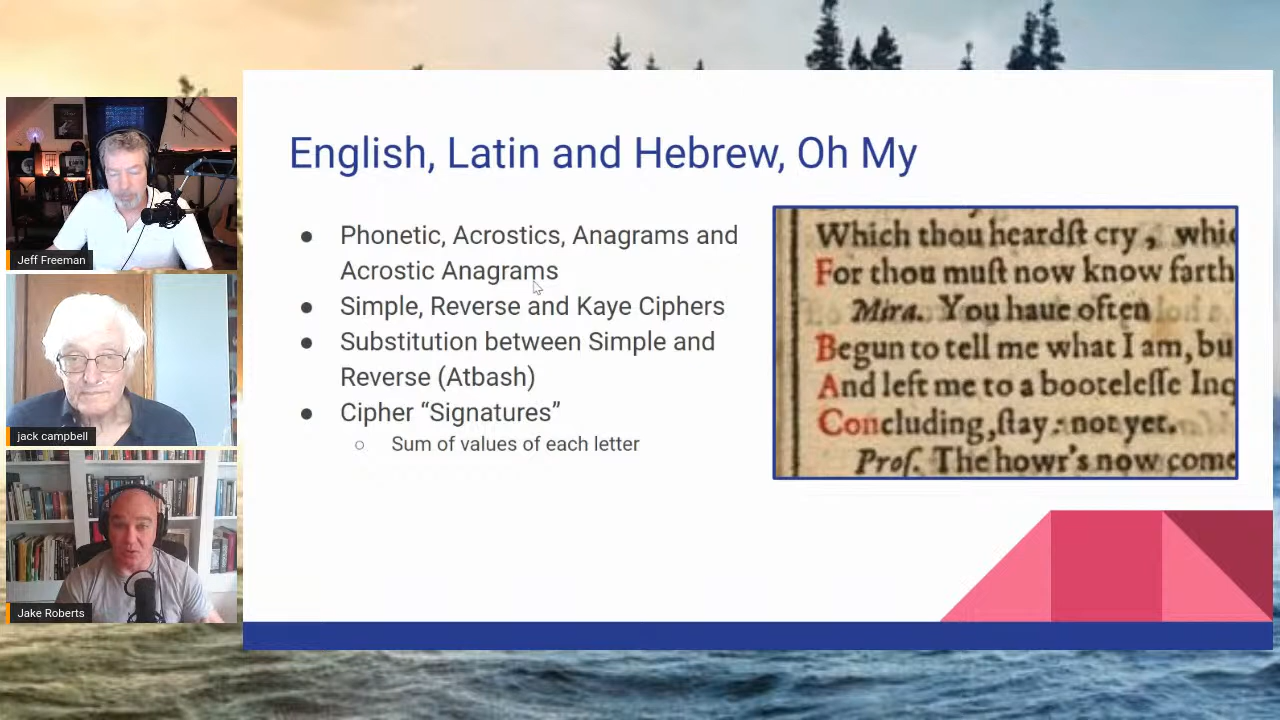 Jeff Freeman
jack campbell
Jake Roberts
English, Latin and Hebrew, Oh My
● Phonetic, Acrostics, Anagrams and
Acrostic Anagrams
● Simple, Reverse and Kaye Ciphers
● Substitution between Simple and
Reverse (Atbash)
● Cipher “Signatures”
○ Sum of values of each letter
Which thou heardſt cry, whic
For thou muſt now know farth
Mira. You haue often
Begun to tell me what I am, bu
And left me to a booteleſſe Inq
Concluding, ſtay: not yet.
Proſ. The howr's now come